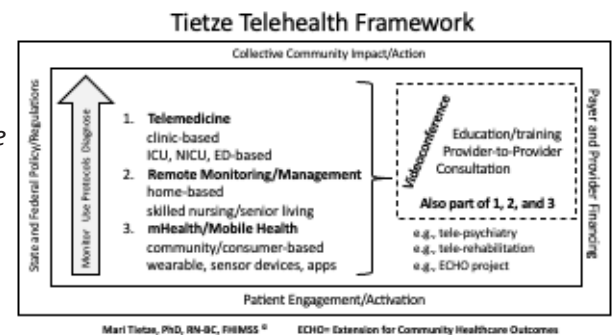 Tietze Telehealth Framework
Collective Community Impact/Action
State and Federal Policy/Regulations
Monitor Use Protocols Diagnose
1. Telemedicine
clinic-based
ICU, NICU, ED-based
2. Remote Monitoring/Management
home-based
skilled nursing/senior living
3. mHealth/Mobile Health
community/consumer-based
wearable, sensor devices, apps
Videoconference
Education/training
Provider-to-Provider
Consultation
Also part of 1, 2, and 3
e.g., tele-psychiatry
e.g., tele-rehabilitation
e.g., ECHO project
Payer and Provider Financing
Patient Engagement/Activation
Mari Tietze, PhD, RN-BC, FHIMSS ©
ECHO= Extension for Community Healthcare Outcomes